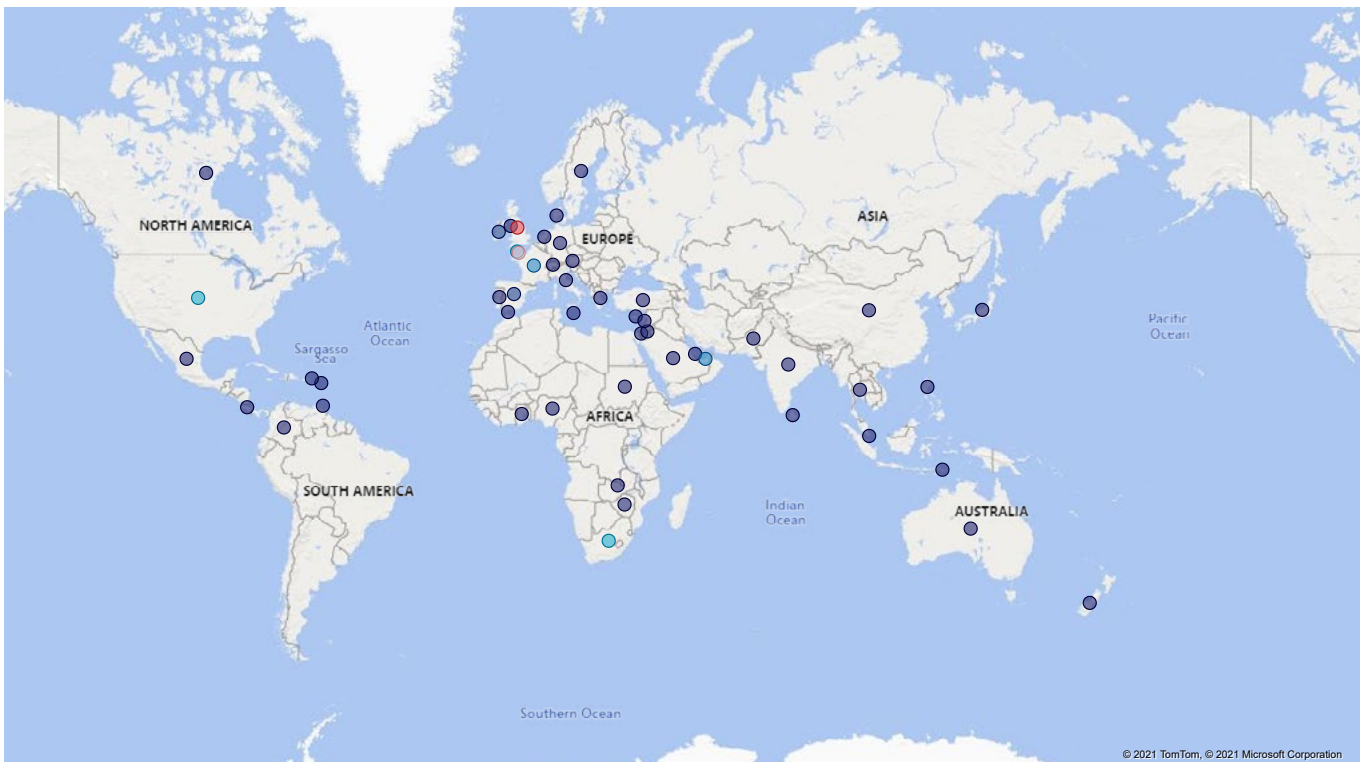 ASIA
NORTH AMERICA
EUROPE
Atlantic
Ocean
Pacific
Ocean
Sargasso
Sea
AFRICA
SOUTH AMERICA
Indian
Ocean
AUSTRALIA
Southern Ocean
© 2021 TomTom, © 2021 Microsoft Corporation